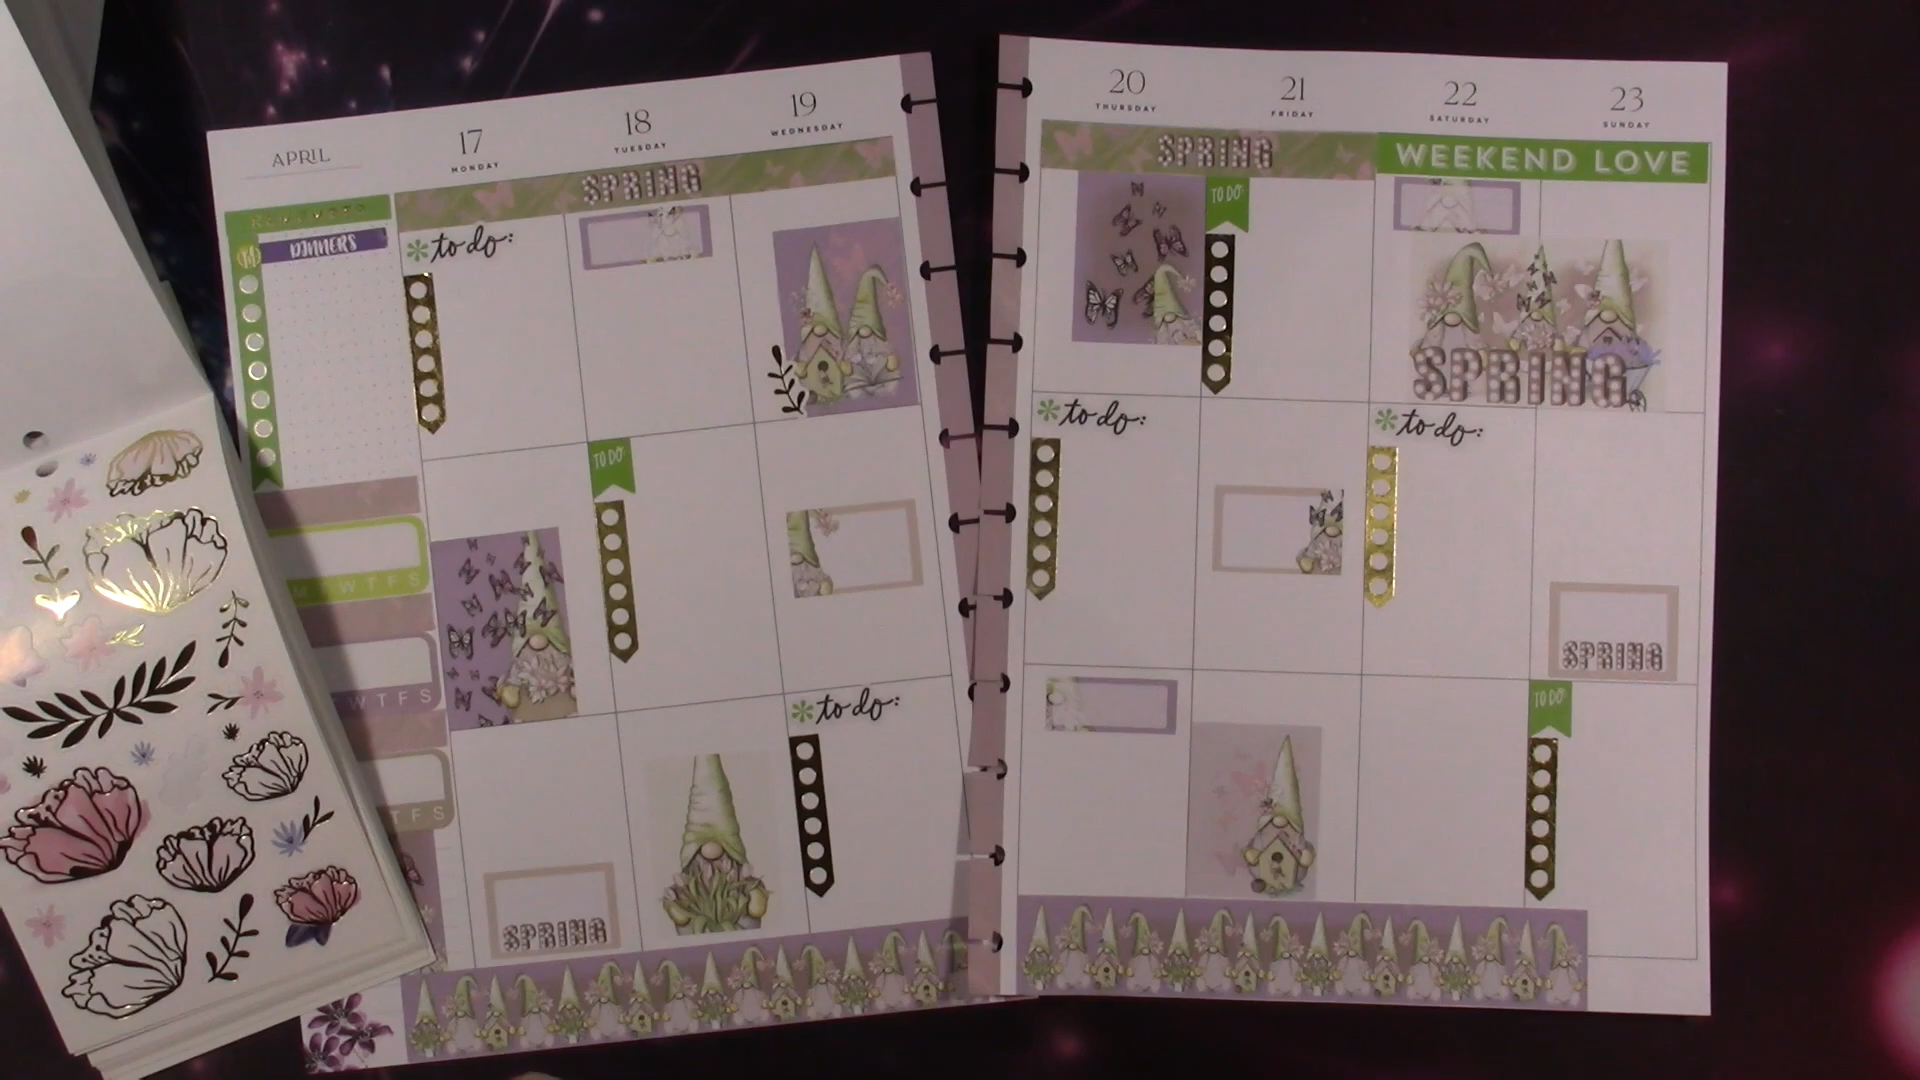 APRIL
17
MONDAY
18
TUESDAY
19
WEDNESDAY
SPRING
DINNERS
*to do:
TO DO:
*to do:
W T F S
W T F S
T F S
SPRING
20
THURSDAY
21
FRIDAY
22
SATURDAY
23
SUNDAY
SPRING
WEEKEND LOVE
TO DO:
SPRING
*to do:
*to do:
SPRING
TO DO: